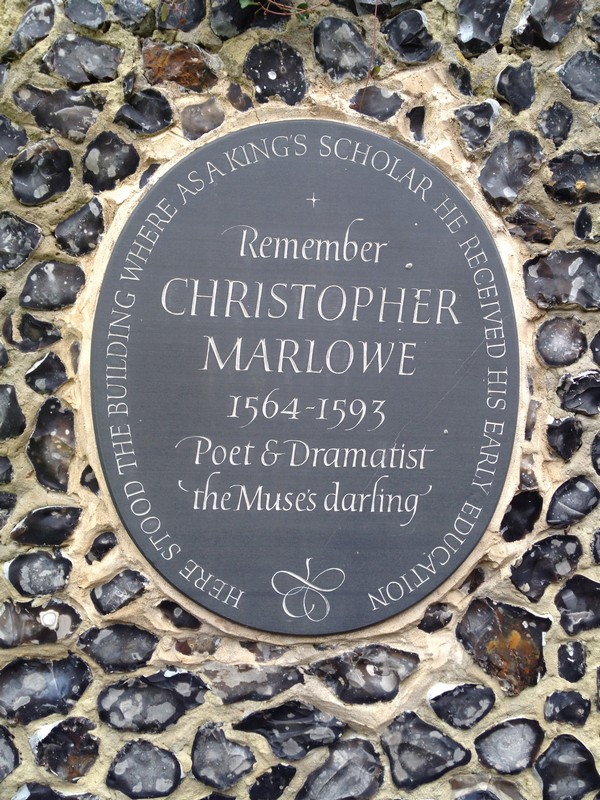 HERE STOOD THE BUILDING WHERE AS A KING'S SCHOLAR HE RECEIVED HIS EARLY EDUCATION
Remember
CHRISTOPHER
MARLOWE
1564-1593
Poet & Dramatist
'the Muse's darling'